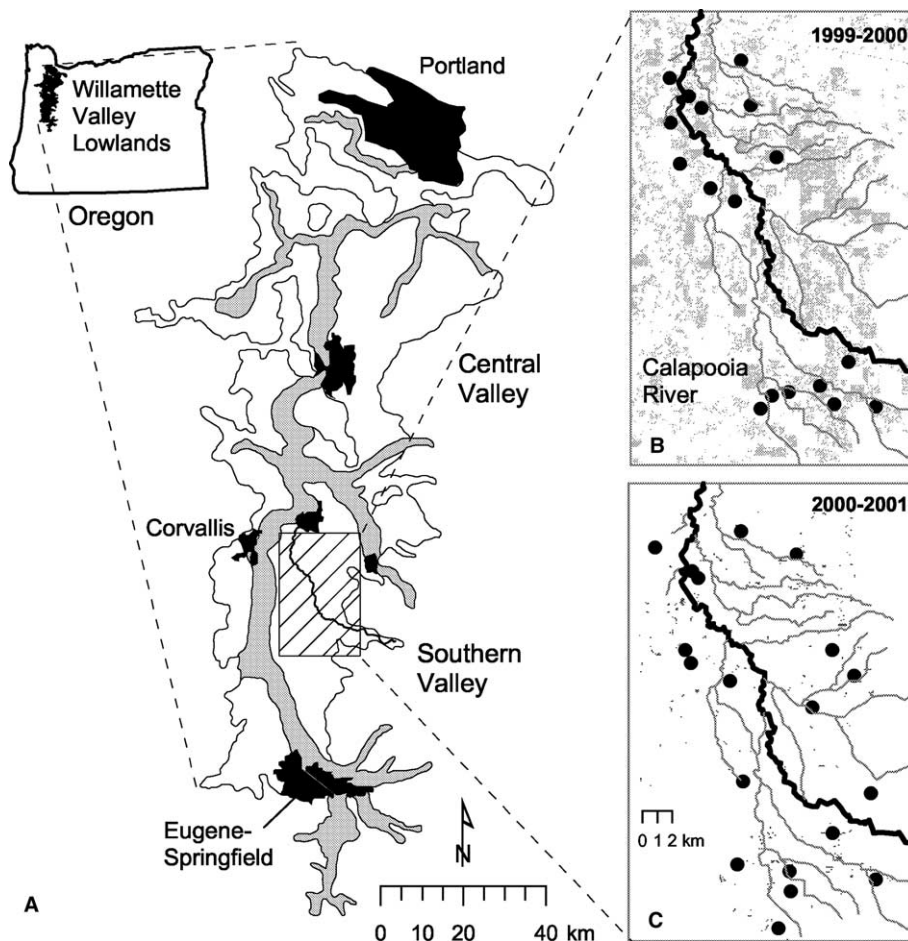 Willamette
Valley
Lowlands
Oregon
Portland
Central
Valley
Corvallis
Southern
Valley
Eugene-
Springfield
N
0 10 20 40 km
A
1999-2000
Calapooia
River
B
2000-2001
0 1 2 km
C